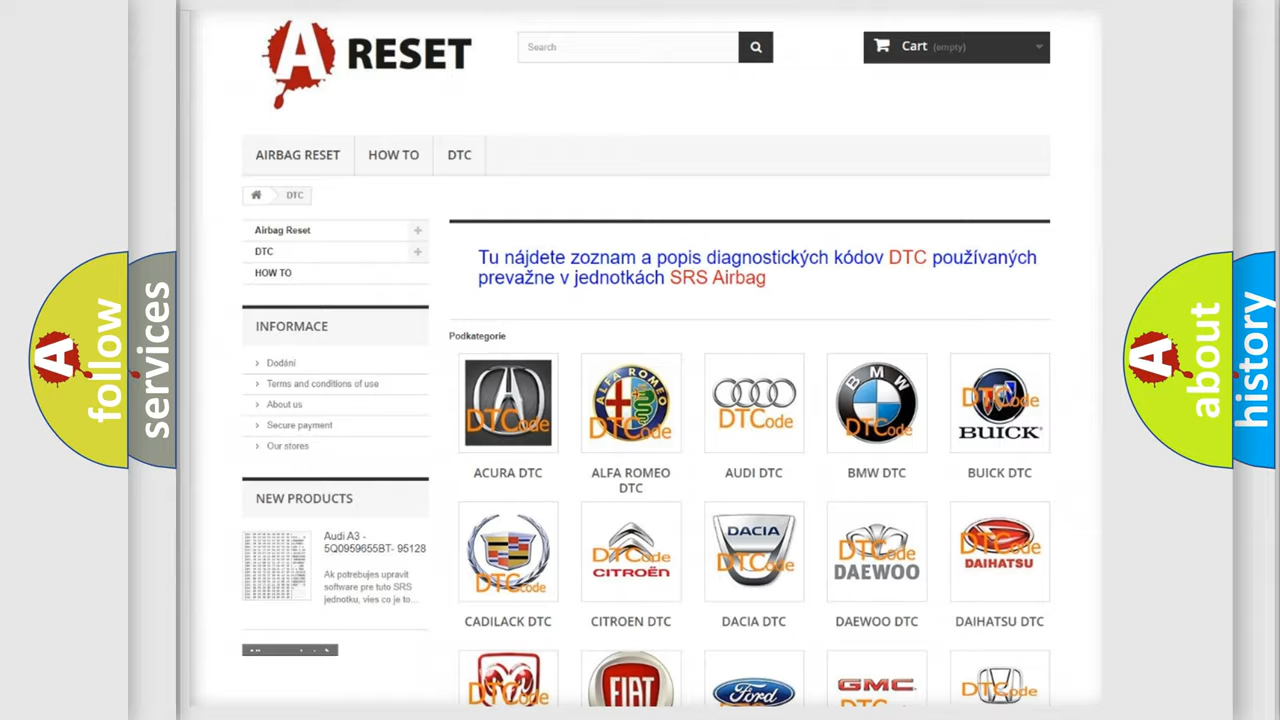 A RESET
Search
Cart (empty)
AIRBAG RESET
HOW TO
DTC
DTC
Airbag Reset
DTC
HOW TO
INFORMACE
Dodání
Terms and conditions of use
About us
Secure payment
Our stores
NEW PRODUCTS
Audi A3 -
5Q0959655BT- 95128
Ak potrebujes upravit
software pre tuto SRS
jednotku, vies co je to...
Tu nájdete zoznam a popis diagnostických kódov DTC používaných
prevažne v jednotkách SRS Airbag
Podkategorie
DTCode
ALFA ROMEO
DTCode
DTCode
BMW
DTCode
DTCode
BUICK
ACURA DTC
ALFA ROMEO
DTC
AUDI DTC
BMW DTC
BUICK DTC
DTCode
DTCode
CITROËN
DACIA
DTCode
DTCode
DAEWOO
DTCode
DAIHATSU
CADILACK DTC
CITROEN DTC
DACIA DTC
DAEWOO DTC
DAIHATSU DTC
DTCode
FIAT
Ford
GMC
DTCode
A follow
services
A about
history